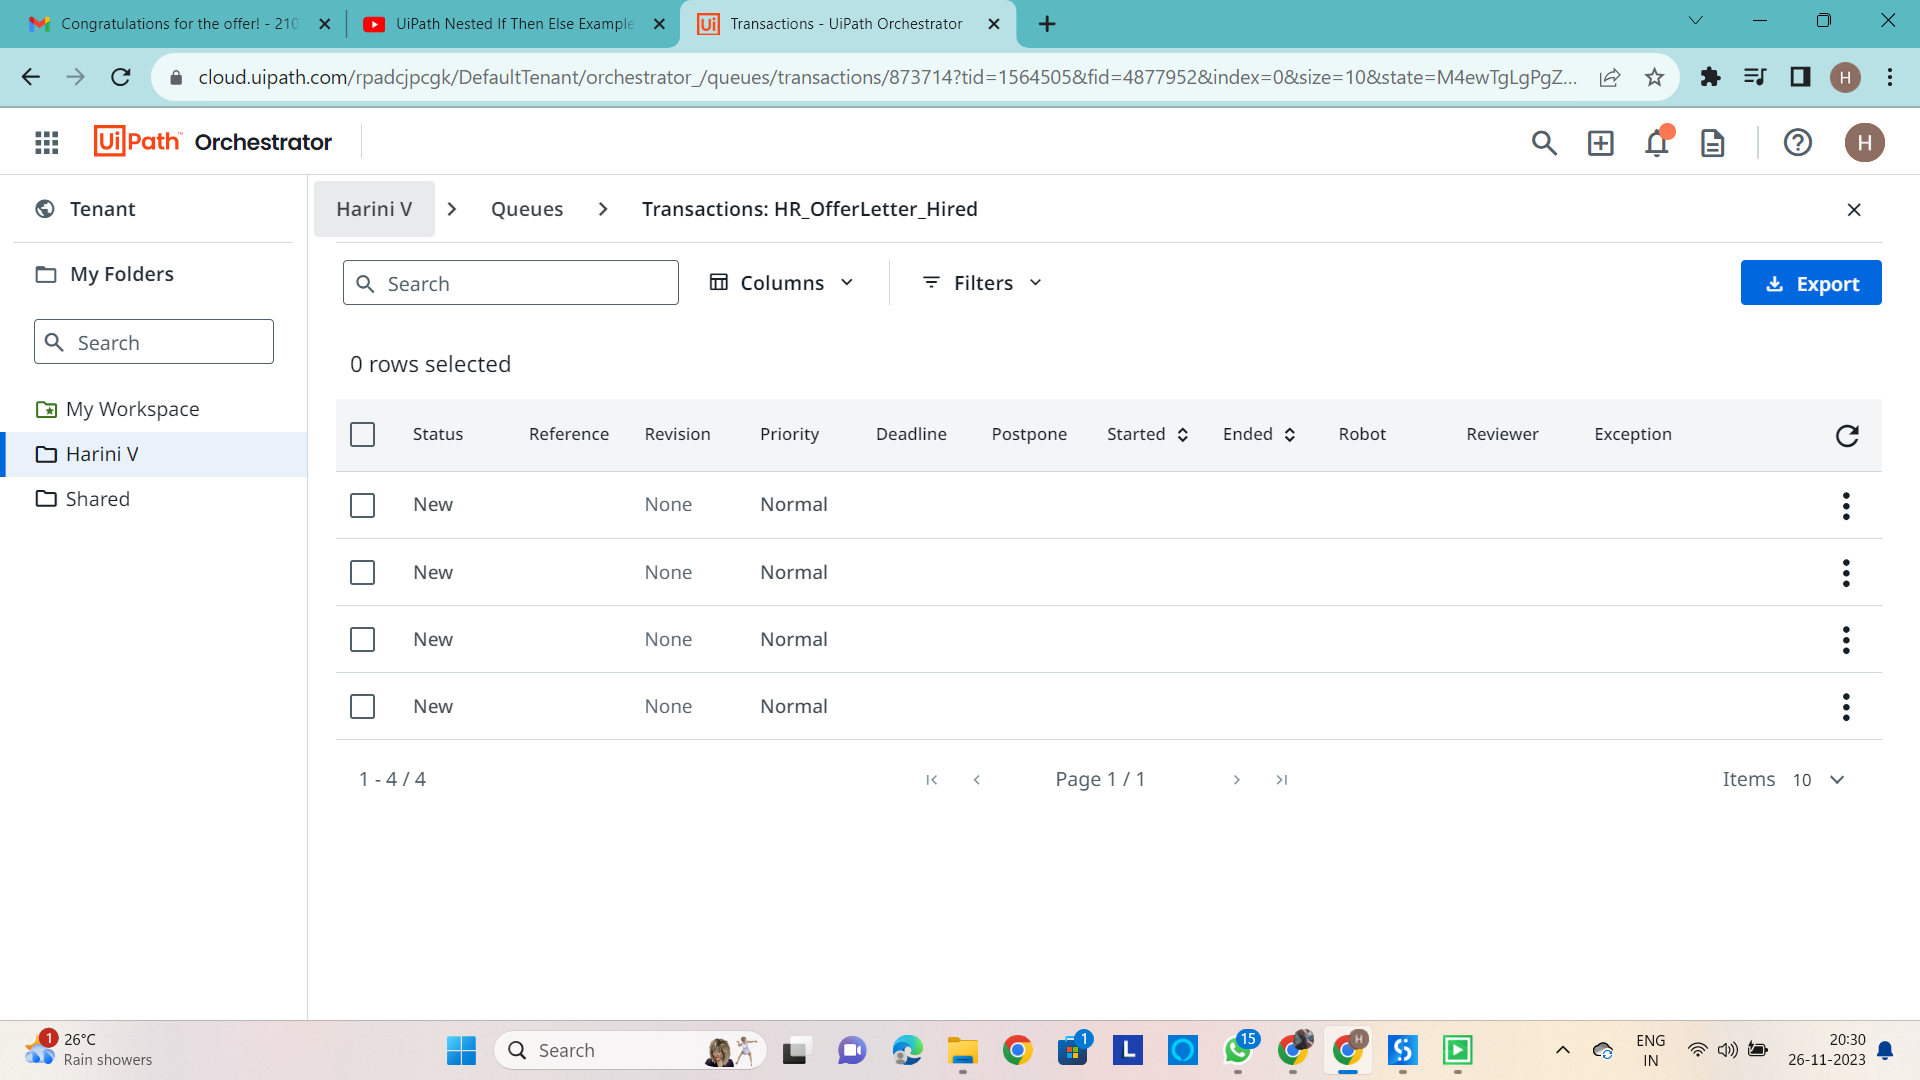 Congratulations for the offer! - 210
UiPath Nested If Then Else Example
Transactions - UiPath Orchestrator
cloud.uipath.com/rpadcjpcgk/DefaultTenant/orchestrator_/queues/transactions/873714?tid=1564505&fid=4877952&index=0&size=10&state=M4ewTgLgPgZ...
H
UiPath™ Orchestrator
H
Tenant
Harini V > Queues > Transactions: HR_OfferLetter_Hired
My Folders
Search
Columns
Filters
Export
Search
0 rows selected
My Workspace
Harini V
Shared
Status Reference Revision Priority Deadline Postpone Started Ended Robot Reviewer Exception
New None Normal
New None Normal
New None Normal
New None Normal
1 - 4 / 4
Page 1 / 1
Items 10
1
26°C
Rain showers
Search
1
L
15
H
ENG
IN
20:30
26-11-2023